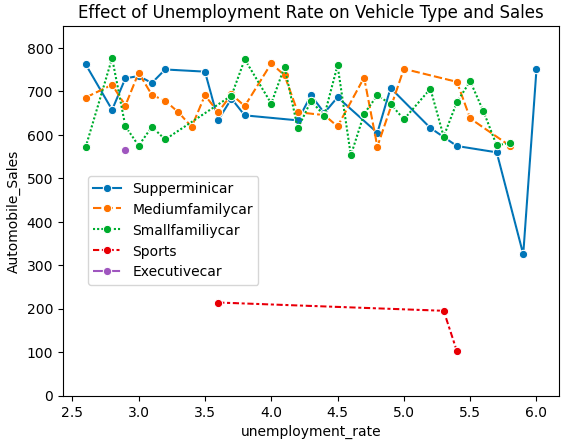 Effect of Unemployment Rate on Vehicle Type and Sales
800
700
600
500
400
300
200
100
0
Automobile_Sales
Supperminicar
Mediumfamilycar
Smallfamiliycar
Sports
Executivecar
2.5 3.0 3.5 4.0 4.5 5.0 5.5 6.0
unemployment_rate